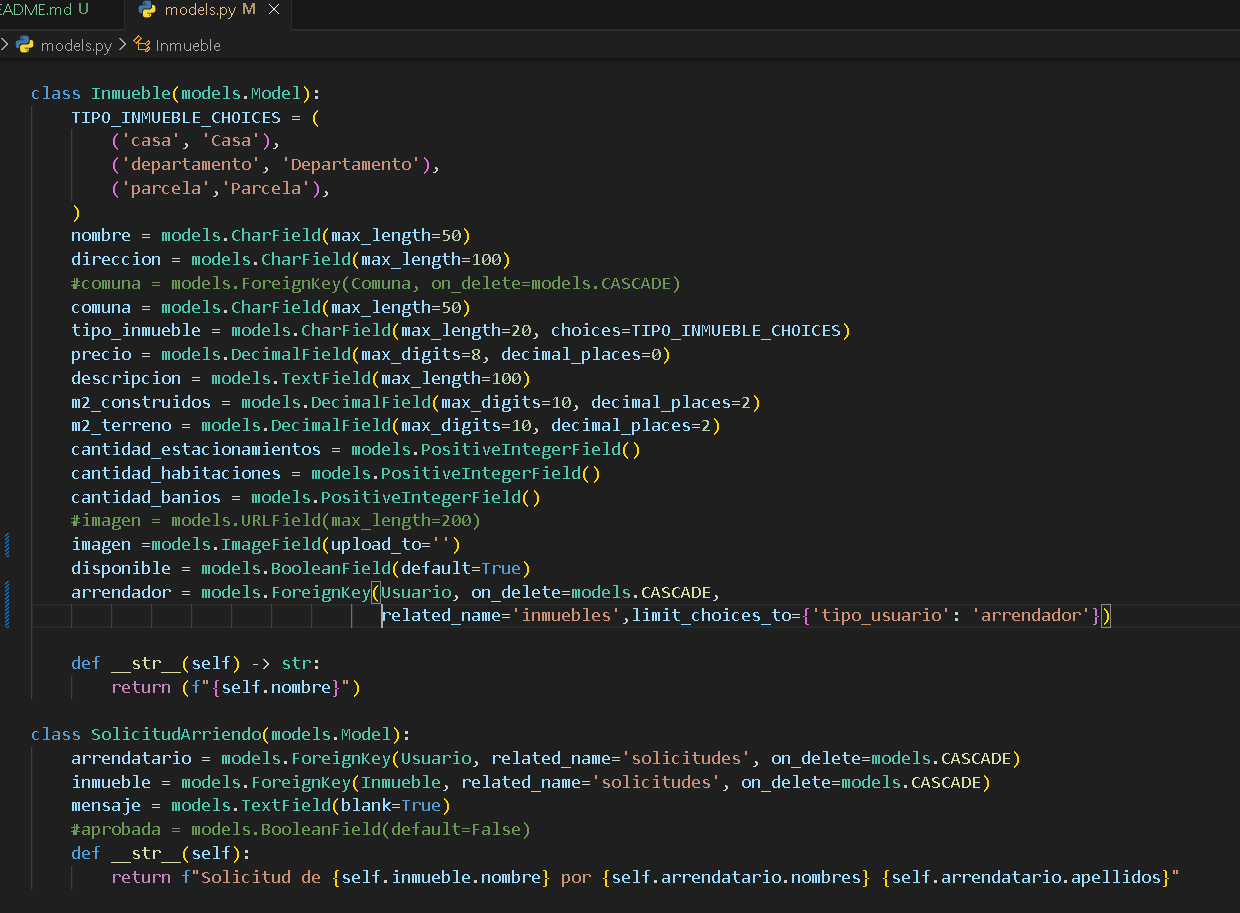 EADME.md U models.py M
models.py Inmueble
class Inmueble(models.Model):
    TIPO_INMUEBLE_CHOICES = (
        ('casa', 'Casa'),
        ('departamento', 'Departamento'),
        ('parcela','Parcela'),
    )
    nombre = models.CharField(max_length=50)
    direccion = models.CharField(max_length=100)
    #comuna = models.ForeignKey(Comuna, on_delete=models.CASCADE)
    comuna = models.CharField(max_length=50)
    tipo_inmueble = models.CharField(max_length=20, choices=TIPO_INMUEBLE_CHOICES)
    precio = models.DecimalField(max_digits=8, decimal_places=0)
    descripcion = models.TextField(max_length=100)
    m2_construidos = models.DecimalField(max_digits=10, decimal_places=2)
    m2_terreno = models.DecimalField(max_digits=10, decimal_places=2)
    cantidad_estacionamientos = models.PositiveIntegerField()
    cantidad_habitaciones = models.PositiveIntegerField()
    cantidad_banios = models.PositiveIntegerField()
    #imagen = models.URLField(max_length=200)
    imagen =models.ImageField(upload_to='')
    disponible = models.BooleanField(default=True)
    arrendador = models.ForeignKey(Usuario, on_delete=models.CASCADE,
                                   related_name='inmuebles',limit_choices_to={'tipo_usuario': 'arrendador'})
    def __str__(self) -> str:
        return (f"{self.nombre}")
class SolicitudArriendo(models.Model):
    arrendatario = models.ForeignKey(Usuario, related_name='solicitudes', on_delete=models.CASCADE)
    inmueble = models.ForeignKey(Inmueble, related_name='solicitudes', on_delete=models.CASCADE)
    mensaje = models.TextField(blank=True)
    #aprobada = models.BooleanField(default=False)
    def __str__(self):
        return f"Solicitud de {self.inmueble.nombre} por {self.arrendatario.nombres} {self.arrendatario.apellidos}"